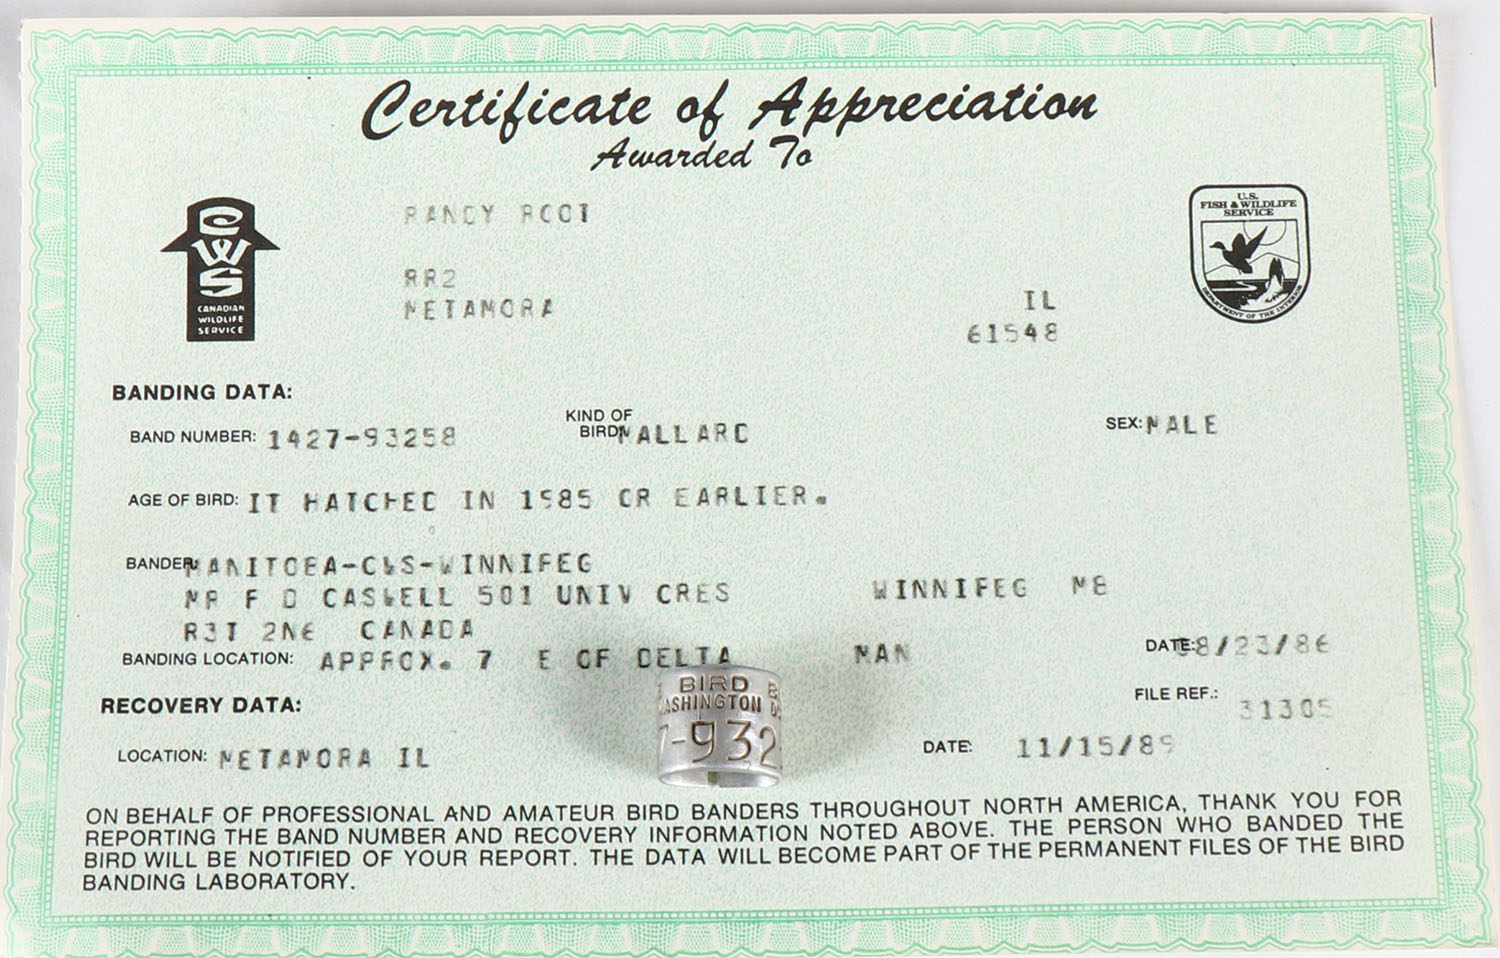 Certificate of Appreciation
Awarded To
CWS
CANADIAN
WILDLIFE
SERVICE
RANDY ROOT
RR2
METAMORA
IL
61548
U.S.
FISH & WILDLIFE
SERVICE
DEPARTMENT OF THE INTERIOR
BANDING DATA:
BAND NUMBER: 1427-93258 KIND OF BIRD: MALLARD SEX: MALE
AGE OF BIRD: IT HATCHED IN 1985 OR EARLIER.
BANDER: MANITOBA-CWS-WINNIPEG
MR F D CASWELL 501 UNIV CRES WINNIPEG MB
R3T 2N6 CANADA
BANDING LOCATION: APPROX. 7 E OF DELTA MAN DATE: 08/23/86
RECOVERY DATA: FILE REF.: 31305
LOCATION: METAMORA IL DATE: 11/15/89
BIRD
WASHINGTON
7-932
ON BEHALF OF PROFESSIONAL AND AMATEUR BIRD BANDERS THROUGHOUT NORTH AMERICA, THANK YOU FOR
REPORTING THE BAND NUMBER AND RECOVERY INFORMATION NOTED ABOVE. THE PERSON WHO BANDED THE
BIRD WILL BE NOTIFIED OF YOUR REPORT. THE DATA WILL BECOME PART OF THE PERMANENT FILES OF THE BIRD
BANDING LABORATORY.